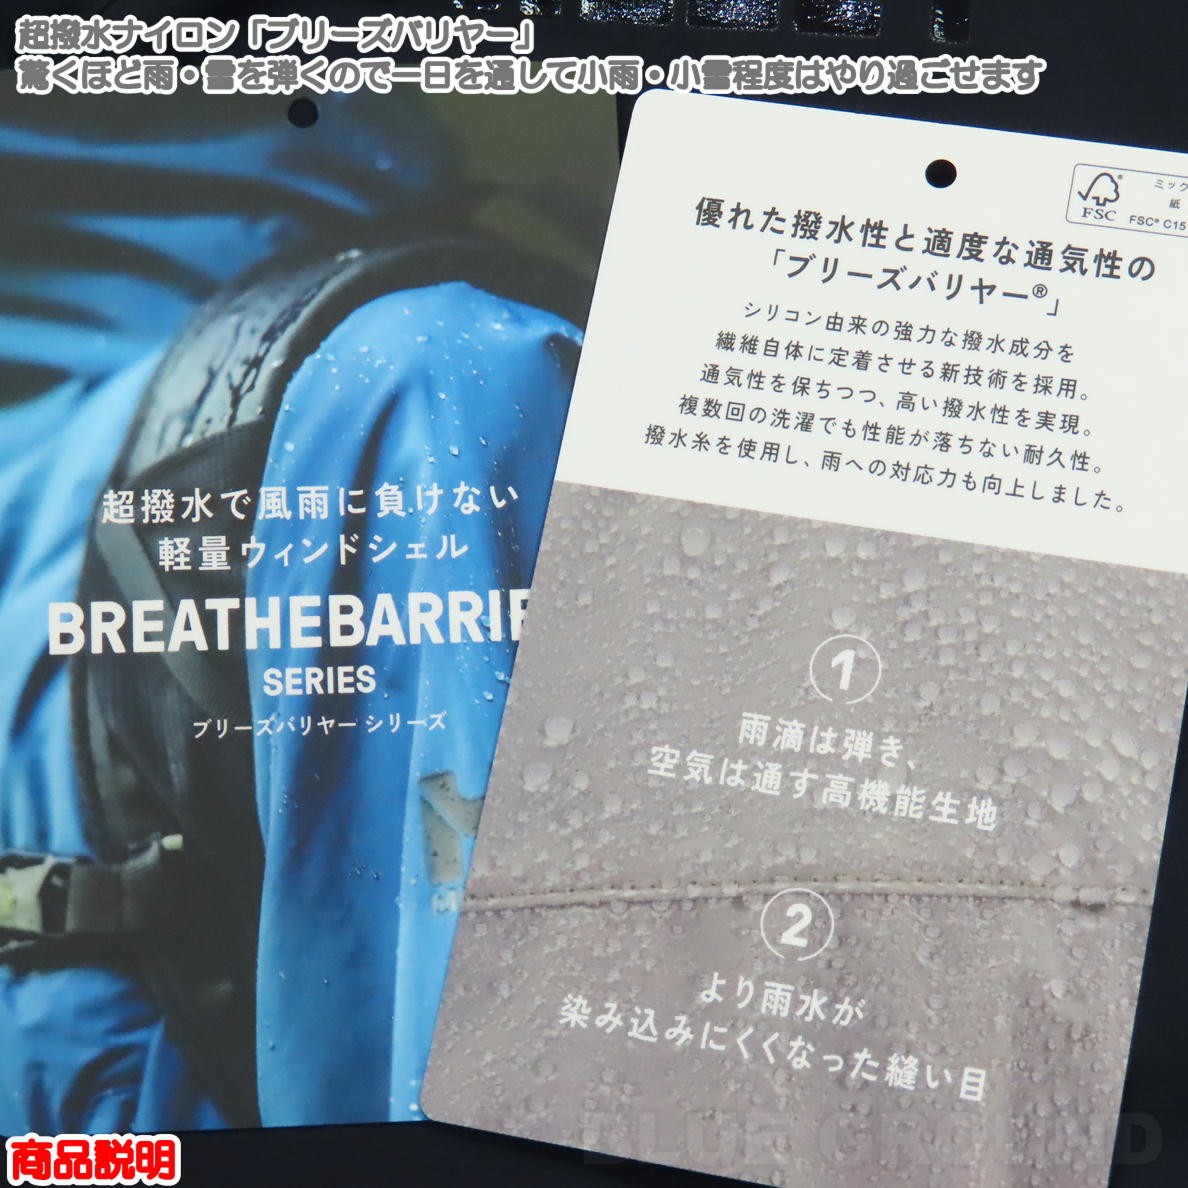 超撥水ナイロン「ブリーズバリヤー」
驚くほど雨・雪を弾くので一日を通して小雨・小雪程度はやり過ごせます
超撥水で風雨に負けない
軽量ウィンドシェル
BREATHEBARRIE
SERIES
ブリーズバリヤー シリーズ
FSC
ミック
紙
FSC® C15
優れた撥水性と適度な通気性の
「ブリーズバリヤー®」
シリコン由来の強力な撥水成分を
繊維自体に定着させる新技術を採用。
通気性を保ちつつ、高い撥水性を実現。
複数回の洗濯でも性能が落ちない耐久性。
撥水糸を使用し、雨への対応力も向上しました。
1
雨滴は弾き、
空気は通す高機能生地
2
より雨水が
染み込みにくくなった縫い目
BLUE GROUND
商品説明